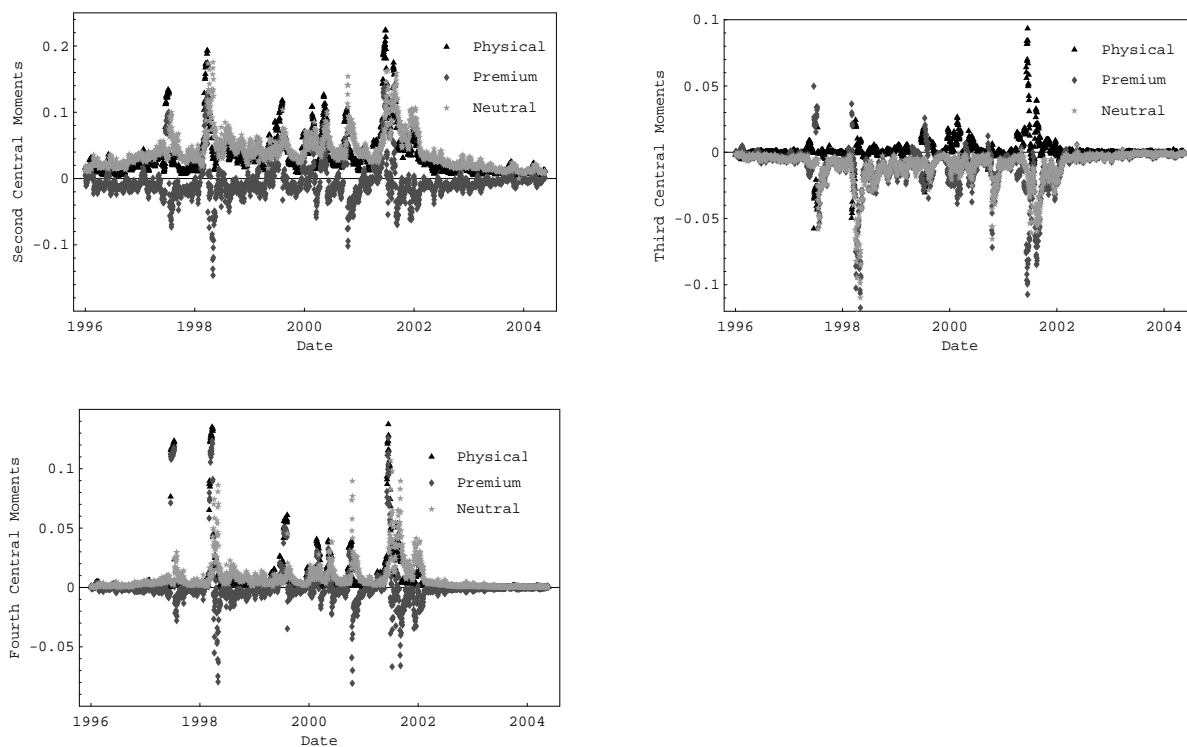 Second Central Moments
0.2
0.1
0
-0.1
1996 1998 2000 2002 2004
Date
Physical
Premium
Neutral
Third Central Moments
0.1
0.05
0
-0.05
-0.1
1996 1998 2000 2002 2004
Date
Physical
Premium
Neutral
Fourth Central Moments
0.1
0.05
0
-0.05
1996 1998 2000 2002 2004
Date
Physical
Premium
Neutral